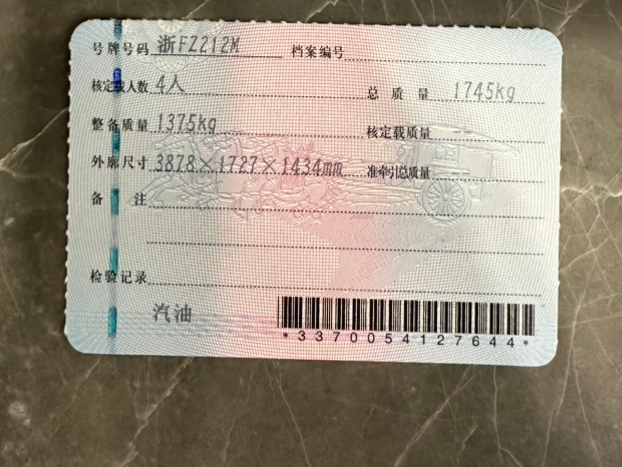 号牌号码 浙FZ212M 档案编号
核定载人数 4人 总质量 1745kg
整备质量 1375kg 核定载质量
外廓尺寸 3878×1727×1434mm 准牵引总质量
备注
检验记录
汽油
*3370054127644*